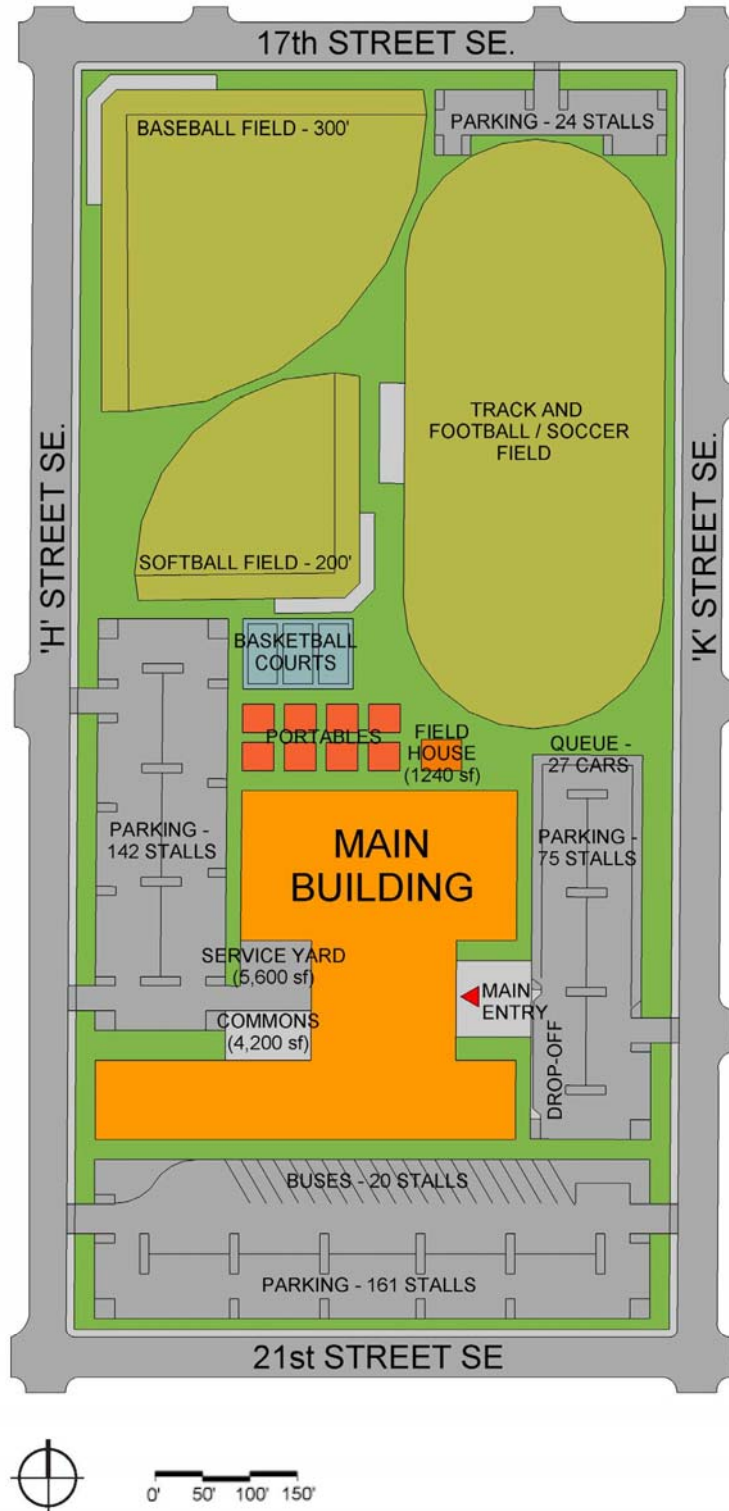 17th STREET SE.
BASEBALL FIELD - 300'
PARKING - 24 STALLS
TRACK AND
FOOTBALL / SOCCER
FIELD
'H' STREET SE.
'K' STREET SE.
SOFTBALL FIELD - 200'
BASKETBALL
COURTS
PORTABLES
FIELD
HOUSE
(1240 sf)
QUEUE -
27 CARS
PARKING -
142 STALLS
MAIN
BUILDING
PARKING -
75 STALLS
SERVICE YARD
(5,600 sf)
MAIN
ENTRY
COMMONS
(4,200 sf)
DROP-OFF
BUSES - 20 STALLS
PARKING - 161 STALLS
21st STREET SE
0' 50' 100' 150'